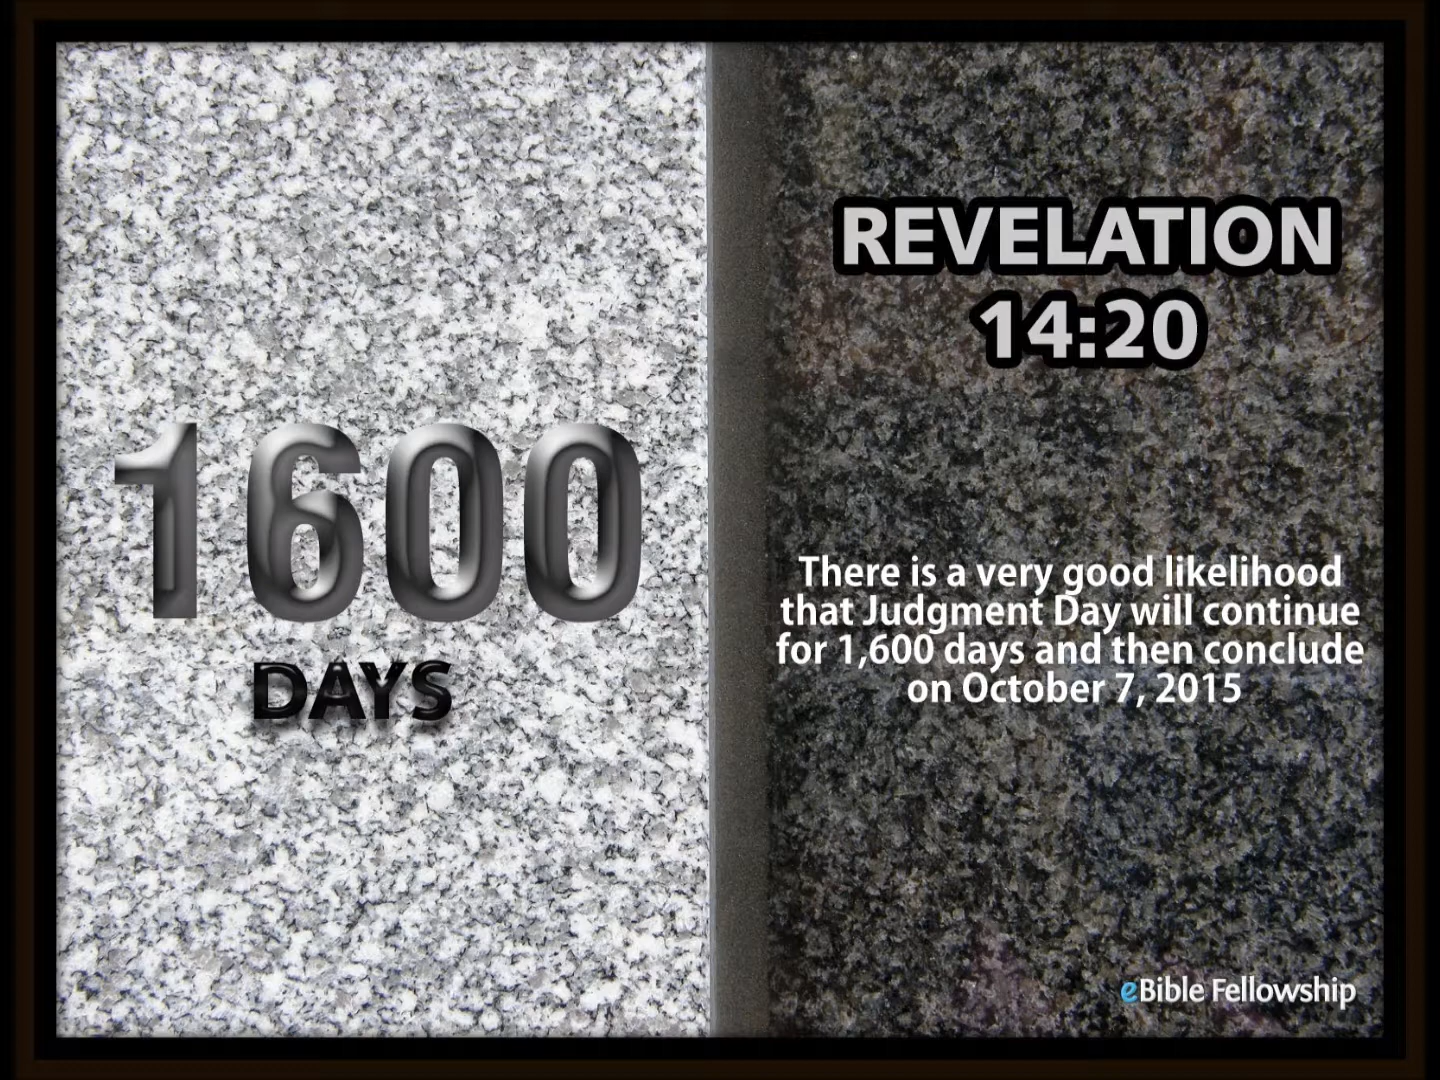 1600
DAYS
REVELATION
14:20
There is a very good likelihood
that Judgment Day will continue
for 1,600 days and then conclude
on October 7, 2015
eBible Fellowship